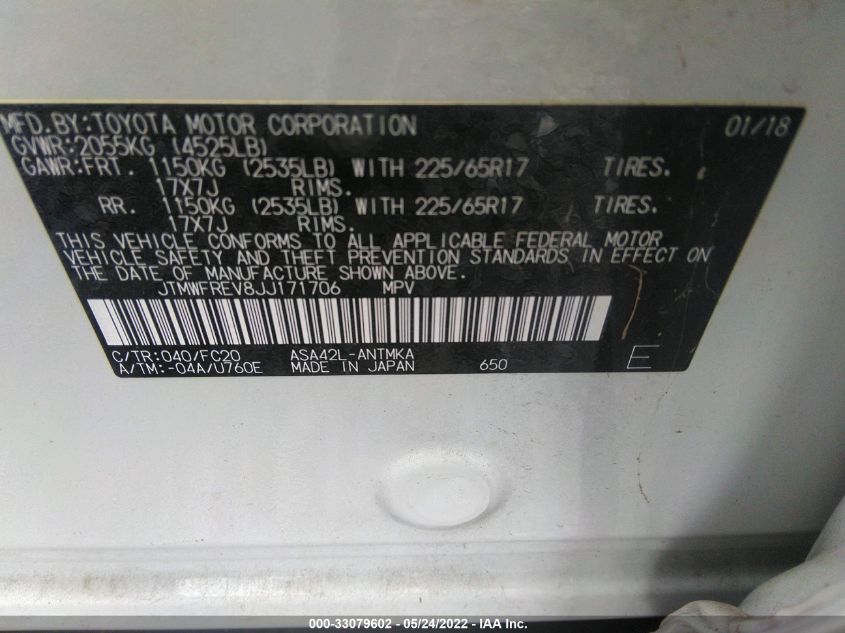 MFD.BY:TOYOTA MOTOR CORPORATION 01/18
GVWR:2055KG (4525LB)
GAWR:FRT. 1150KG (2535LB) WITH 225/65R17 TIRES.
17X7J RIMS.
RR. 1150KG (2535LB) WITH 225/65R17 TIRES.
17X7J RIMS.
THIS VEHICLE CONFORMS TO ALL APPLICABLE FEDERAL MOTOR
VEHICLE SAFETY AND THEFT PREVENTION STANDARDS IN EFFECT ON
THE DATE OF MANUFACTURE SHOWN ABOVE.
JTMWFREV8JJ171706 MPV
C/TR:040/FC20 ASA42L-ANTMKA
A/TM:-04A/U760E MADE IN JAPAN 650 E
000-33079602 - 05/24/2022 - IAA Inc.